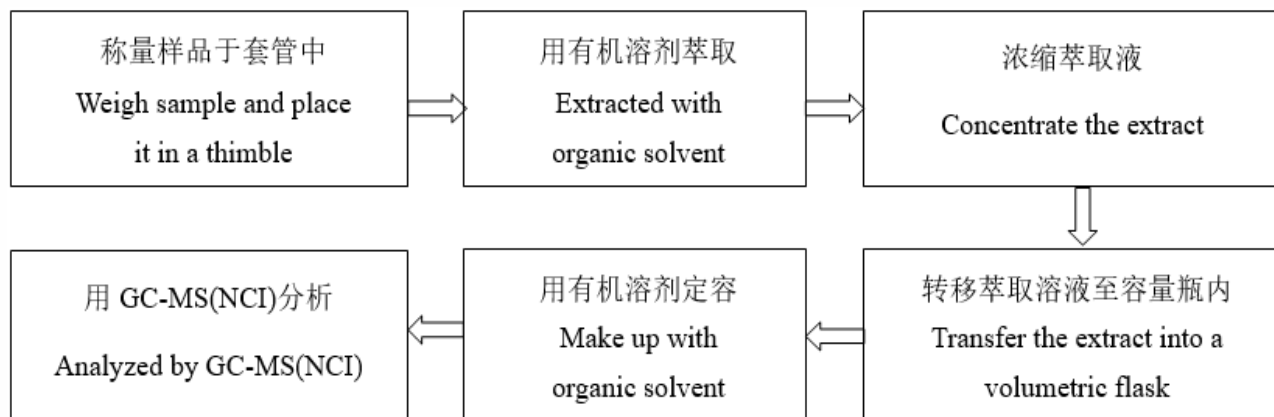 称量样品于套管中
Weigh sample and place
it in a thimble
用有机溶剂萃取
Extracted with
organic solvent
浓缩萃取液
Concentrate the extract
转移萃取溶液至容量瓶内
Transfer the extract into a
volumetric flask
用有机溶剂定容
Make up with
organic solvent
用 GC-MS(NCI)分析
Analyzed by GC-MS(NCI)